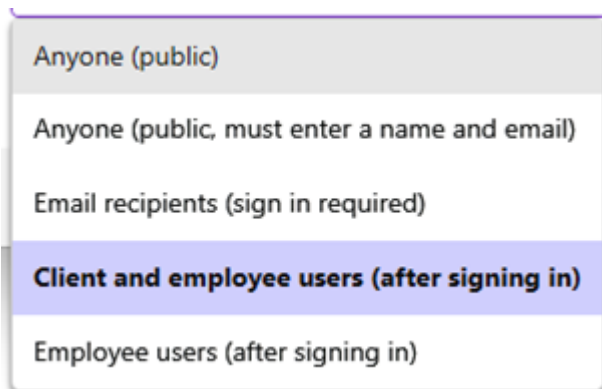 Anyone (public)
Anyone (public, must enter a name and email)
Email recipients (sign in required)
Client and employee users (after signing in)
Employee users (after signing in)